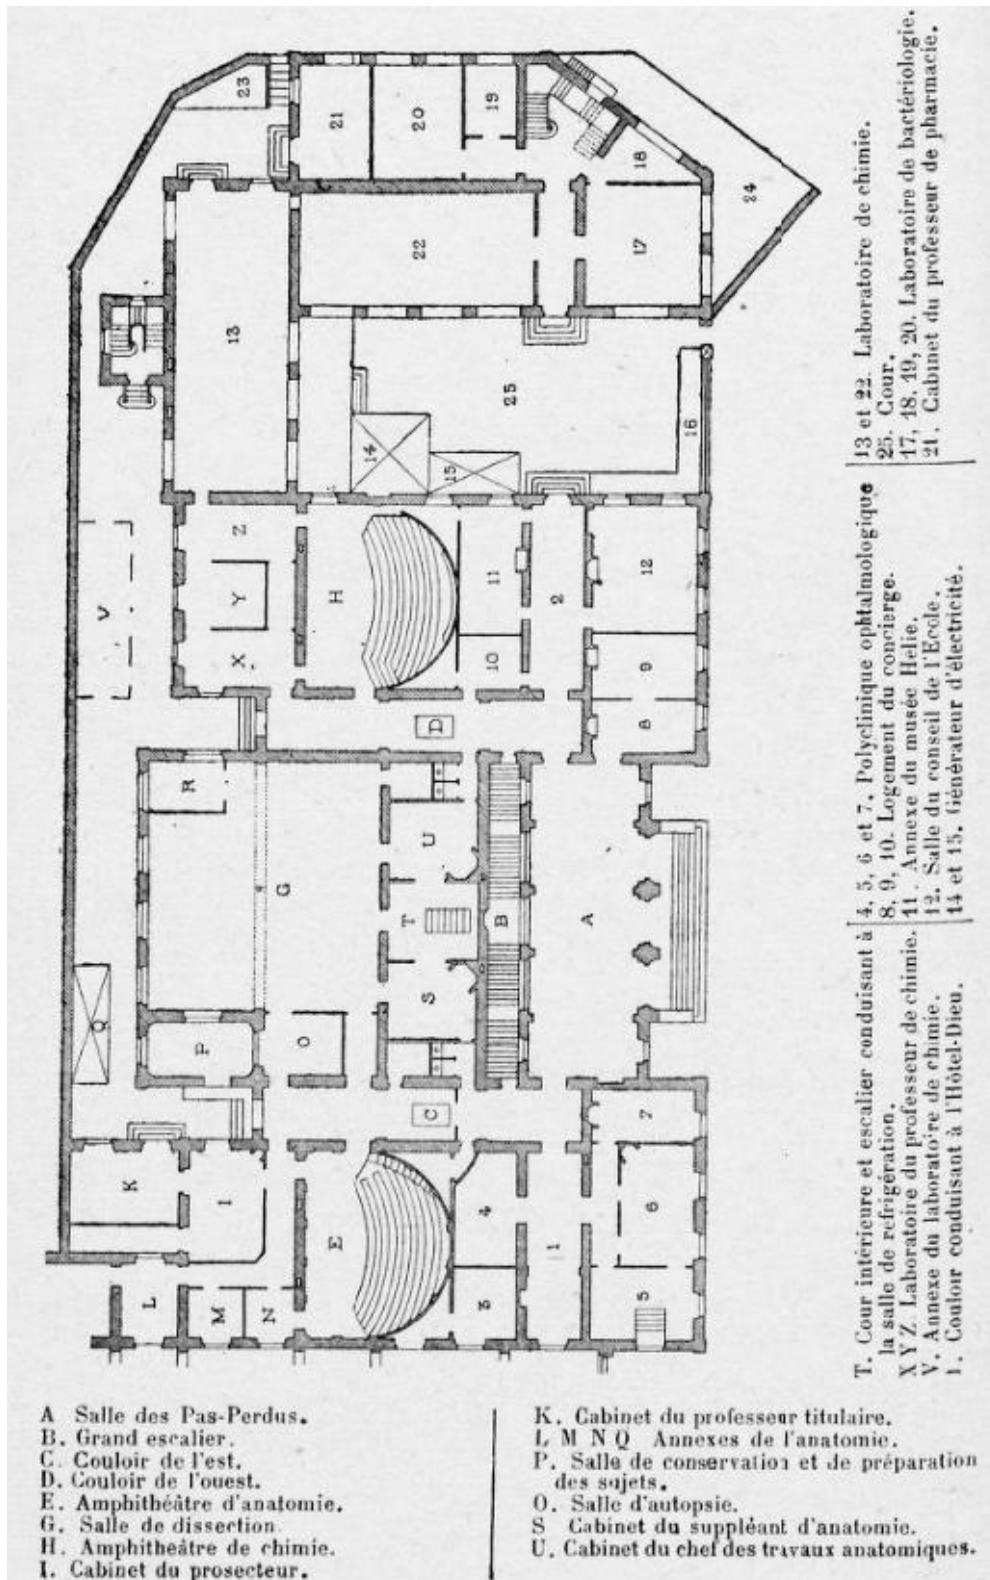 23
21
20
19
18
24
22
17
13
25
14
15
16
V
Z
Y
X
H
11
10
2
12
9
8
D
R
G
U
T
S
B
A
Q
P
O
C
K
I
E
4
1
7
6
L
M
N
3
5
T. Cour intérieure et escalier conduisant à
la salle de refrigération.
X Y Z Laboratoire du professeur de chimie.
V. Annexe du laboratoire de chimie.
1. Couloir conduisant à l'Hôtel-Dieu.
4, 5, 6 et 7. Polyclinique ophtalmologique
8, 9, 10. Logement du concierge.
11. Annexe du musée Hélie.
12. Salle du conseil de l'Ecole.
14 et 15. Générateur d'électricité.
13 et 22. Laboratoire de chimie.
25. Cour.
17, 18, 19, 20. Laboratoire de bactériologie.
21. Cabinet du professeur de pharmacie.
A Salle des Pas-Perdus.
B. Grand escalier.
C. Couloir de l'est.
D. Couloir de l'ouest.
E. Amphithéâtre d'anatomie.
G. Salle de dissection
H. Amphithéâtre de chimie.
I. Cabinet du prosecteur.
K. Cabinet du professeur titulaire.
L M N Q Annexes de l'anatomie.
P. Salle de conservation et de préparation
des sujets.
O. Salle d'autopsie.
S Cabinet du suppléant d'anatomie.
U. Cabinet du chef des travaux anatomiques.